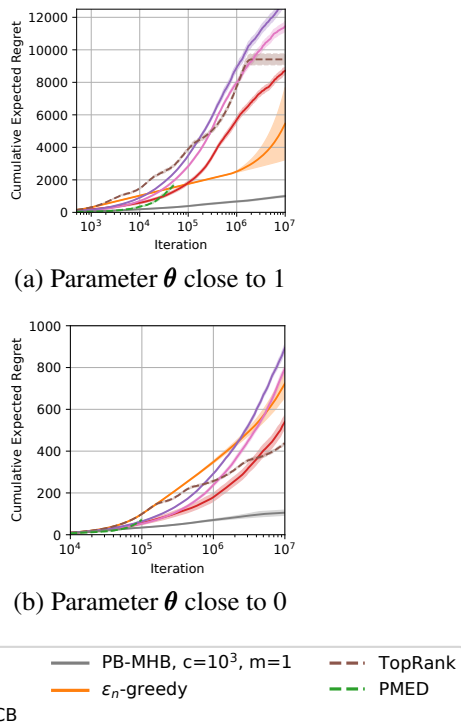 12000
10000
8000
6000
4000
2000
0
Cumulative Expected Regret
10³ 10⁴ 10⁵ 10⁶ 10⁷
Iteration
(a) Parameter θ close to 1
1000
800
600
400
200
0
Cumulative Expected Regret
10⁴ 10⁵ 10⁶ 10⁷
Iteration
(b) Parameter θ close to 0
PB-MHB, c=10³, m=1 TopRank
εₙ-greedy PMED
CB